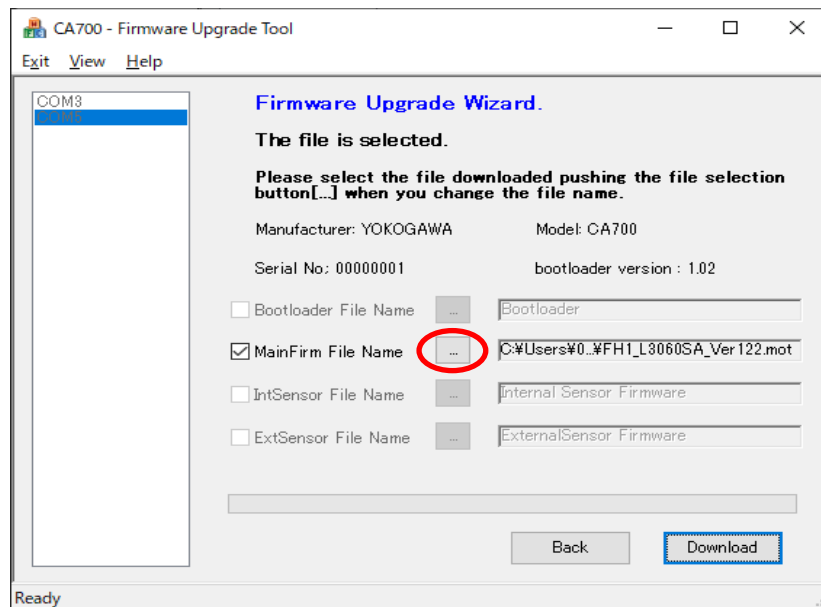 CA700 - Firmware Upgrade Tool
Exit View Help
COM3
COM5
Firmware Upgrade Wizard.
The file is selected.
Please select the file downloaded pushing the file selection
button[...] when you change the file name.
Manufacturer: YOKOGAWA Model: CA700
Serial No; 00000001 bootloader version : 1.02
Bootloader File Name ... Bootloader
MainFirm File Name ... C:¥Users¥0..¥FH1_L3060SA_Ver122.mot
IntSensor File Name ... Internal Sensor Firmware
ExtSensor File Name ... ExternalSensor Firmware
Back Download
Ready